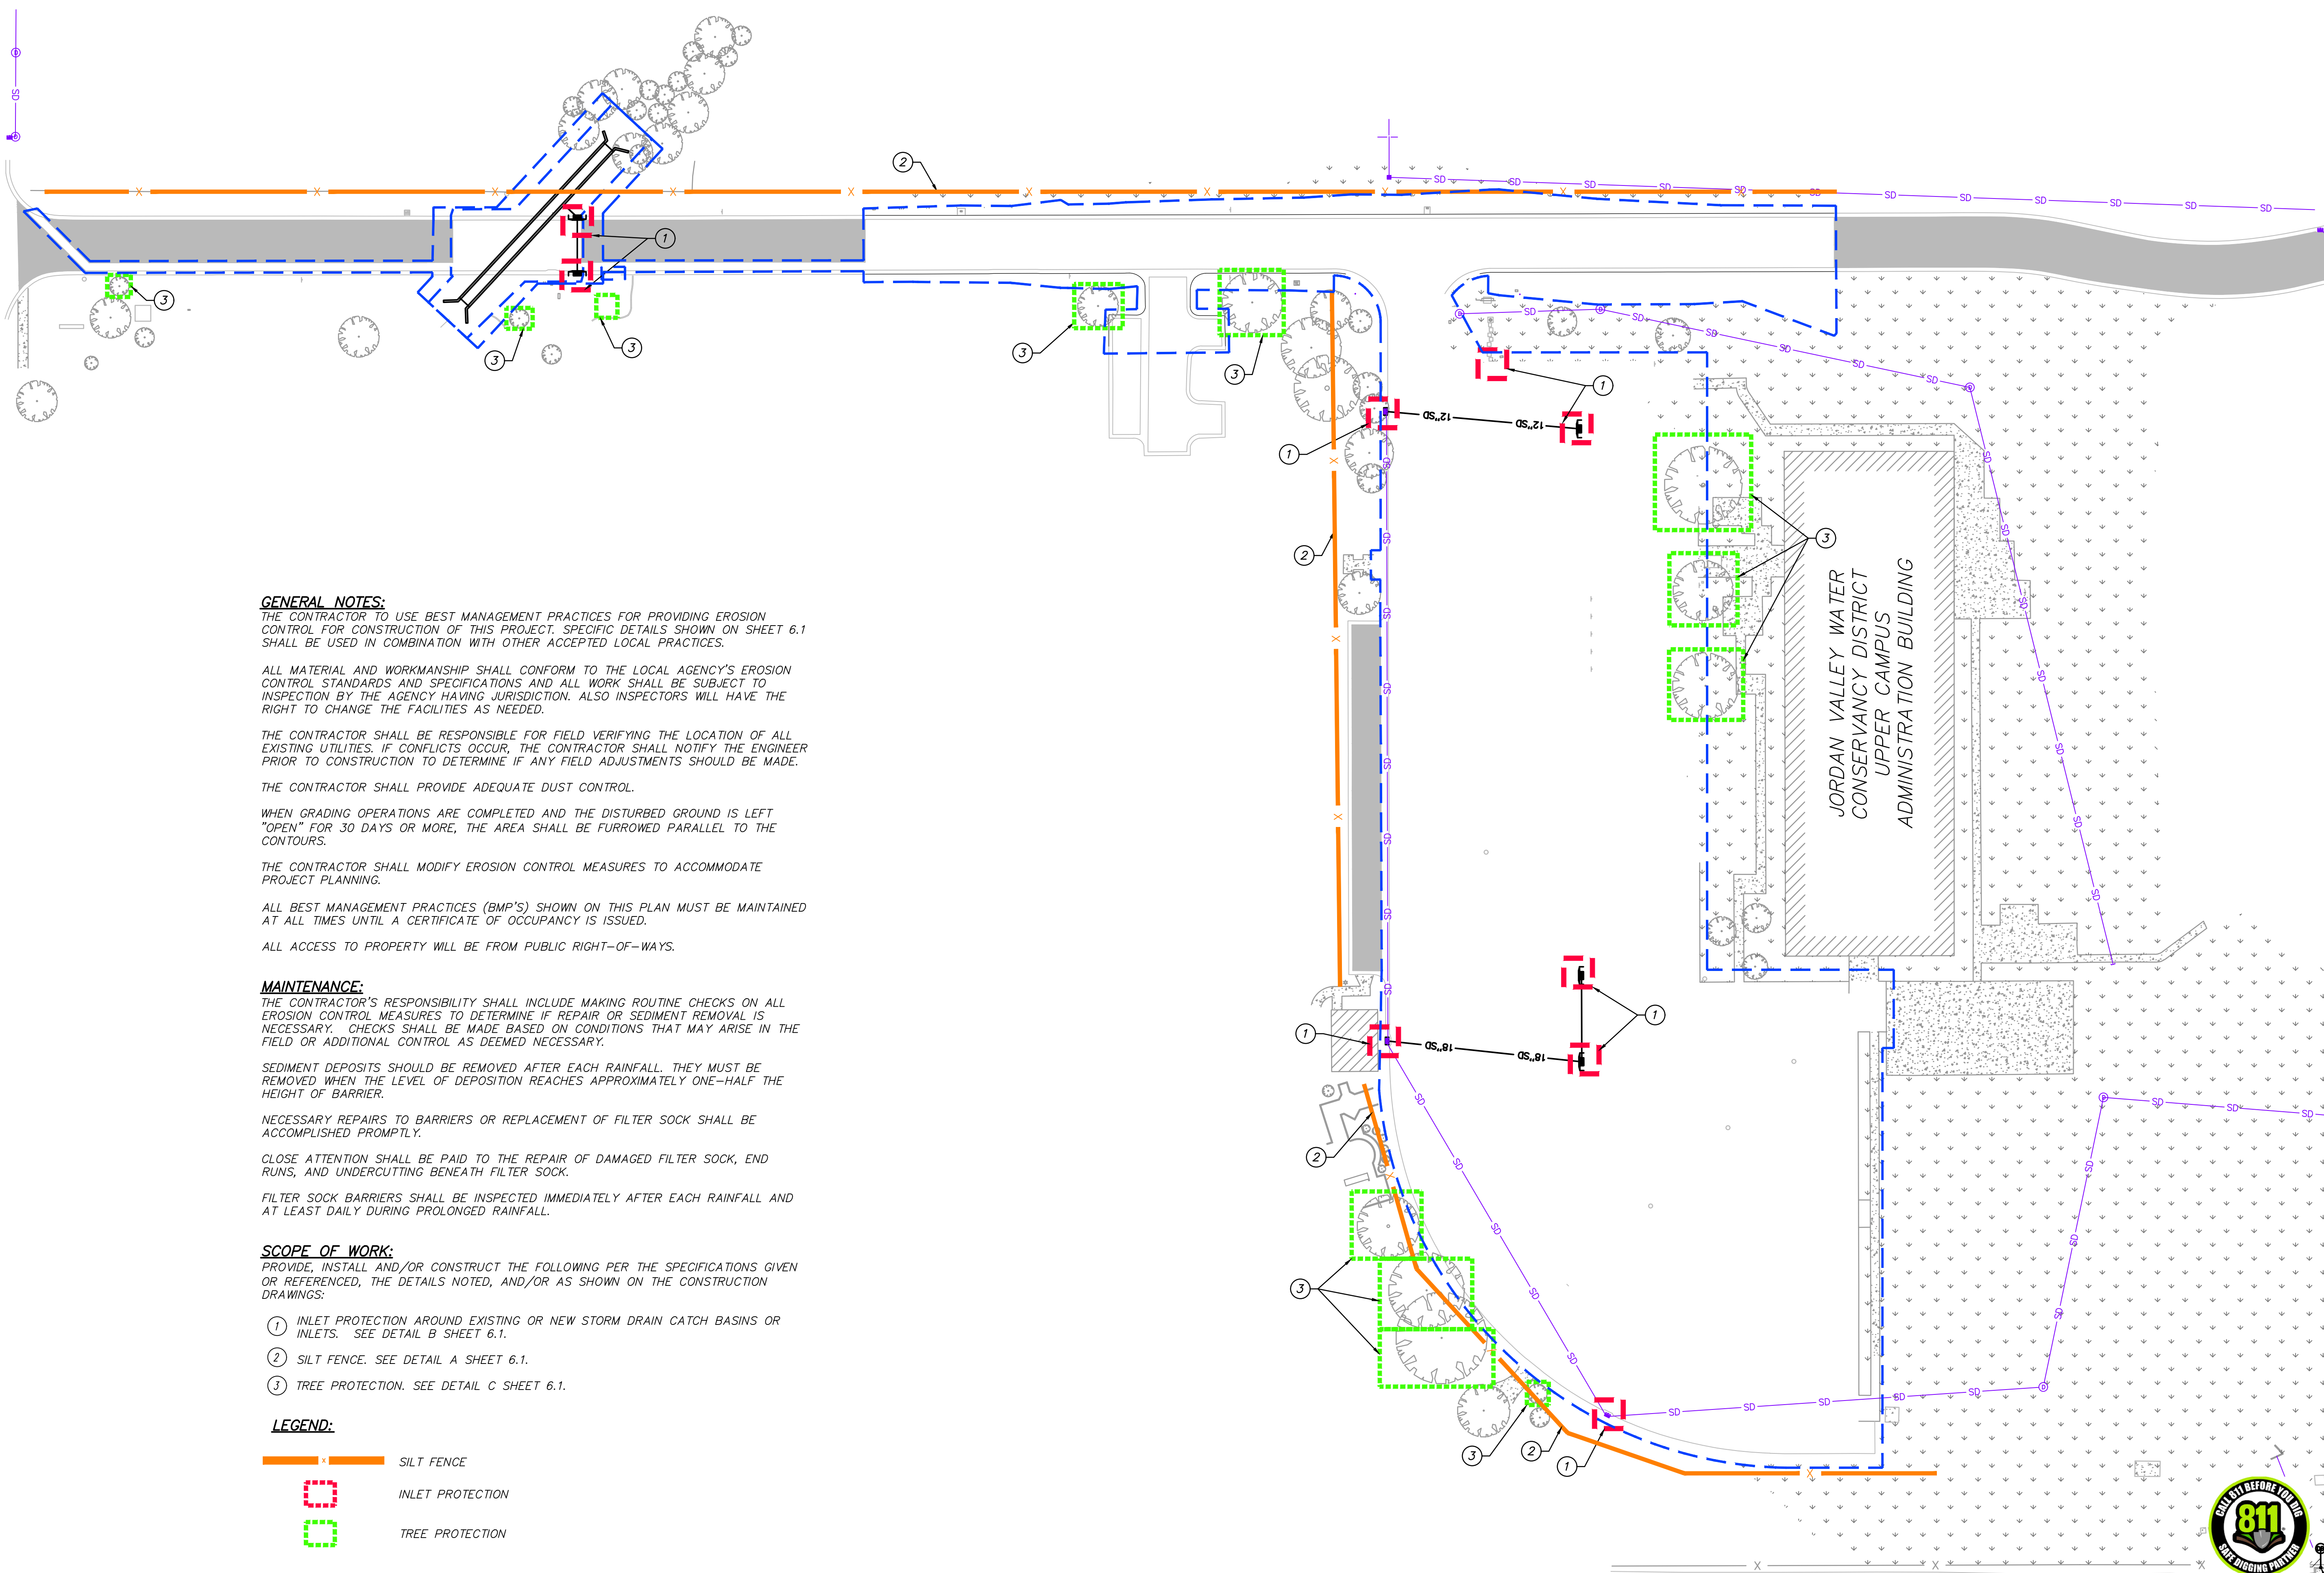 GENERAL NOTES:
THE CONTRACTOR TO USE BEST MANAGEMENT PRACTICES FOR PROVIDING EROSION
CONTROL FOR CONSTRUCTION OF THIS PROJECT. SPECIFIC DETAILS SHOWN ON SHEET 6.1
SHALL BE USED IN COMBINATION WITH OTHER ACCEPTED LOCAL PRACTICES.
ALL MATERIAL AND WORKMANSHIP SHALL CONFORM TO THE LOCAL AGENCY'S EROSION
CONTROL STANDARDS AND SPECIFICATIONS AND ALL WORK SHALL BE SUBJECT TO
INSPECTION BY THE AGENCY HAVING JURISDICTION. ALSO INSPECTORS WILL HAVE THE
RIGHT TO CHANGE THE FACILITIES AS NEEDED.
THE CONTRACTOR SHALL BE RESPONSIBLE FOR FIELD VERIFYING THE LOCATION OF ALL
EXISTING UTILITIES. IF CONFLICTS OCCUR, THE CONTRACTOR SHALL NOTIFY THE ENGINEER
PRIOR TO CONSTRUCTION TO DETERMINE IF ANY FIELD ADJUSTMENTS SHOULD BE MADE.
THE CONTRACTOR SHALL PROVIDE ADEQUATE DUST CONTROL.
WHEN GRADING OPERATIONS ARE COMPLETED AND THE DISTURBED GROUND IS LEFT
"OPEN" FOR 30 DAYS OR MORE, THE AREA SHALL BE FURROWED PARALLEL TO THE
CONTOURS.
THE CONTRACTOR SHALL MODIFY EROSION CONTROL MEASURES TO ACCOMMODATE
PROJECT PLANNING.
ALL BEST MANAGEMENT PRACTICES (BMP'S) SHOWN ON THIS PLAN MUST BE MAINTAINED
AT ALL TIMES UNTIL A CERTIFICATE OF OCCUPANCY IS ISSUED.
ALL ACCESS TO PROPERTY WILL BE FROM PUBLIC RIGHT-OF-WAYS.
MAINTENANCE:
THE CONTRACTOR'S RESPONSIBILITY SHALL INCLUDE MAKING ROUTINE CHECKS ON ALL
EROSION CONTROL MEASURES TO DETERMINE IF REPAIR OR SEDIMENT REMOVAL IS
NECESSARY. CHECKS SHALL BE MADE BASED ON CONDITIONS THAT MAY ARISE IN THE
FIELD OR ADDITIONAL CONTROL AS DEEMED NECESSARY.
SEDIMENT DEPOSITS SHOULD BE REMOVED AFTER EACH RAINFALL. THEY MUST BE
REMOVED WHEN THE LEVEL OF DEPOSITION REACHES APPROXIMATELY ONE-HALF THE
HEIGHT OF BARRIER.
NECESSARY REPAIRS TO BARRIERS OR REPLACEMENT OF FILTER SOCK SHALL BE
ACCOMPLISHED PROMPTLY.
CLOSE ATTENTION SHALL BE PAID TO THE REPAIR OF DAMAGED FILTER SOCK, END
RUNS, AND UNDERCUTTING BENEATH FILTER SOCK.
FILTER SOCK BARRIERS SHALL BE INSPECTED IMMEDIATELY AFTER EACH RAINFALL AND
AT LEAST DAILY DURING PROLONGED RAINFALL.
SCOPE OF WORK:
PROVIDE, INSTALL AND/OR CONSTRUCT THE FOLLOWING PER THE SPECIFICATIONS GIVEN
OR REFERENCED, THE DETAILS NOTED, AND/OR AS SHOWN ON THE CONSTRUCTION
DRAWINGS:
1 INLET PROTECTION AROUND EXISTING OR NEW STORM DRAIN CATCH BASINS OR
INLETS. SEE DETAIL B SHEET 6.1.
2 SILT FENCE. SEE DETAIL A SHEET 6.1.
3 TREE PROTECTION. SEE DETAIL C SHEET 6.1.
LEGEND:
X SILT FENCE
INLET PROTECTION
TREE PROTECTION
JORDAN VALLEY WATER
CONSERVANCY DISTRICT
UPPER CAMPUS
ADMINISTRATION BUILDING
12"SD 12"SD
18"SD 18"SD
CALL 811 BEFORE YOU DIG
811
SAFE DIGGING PARTNER